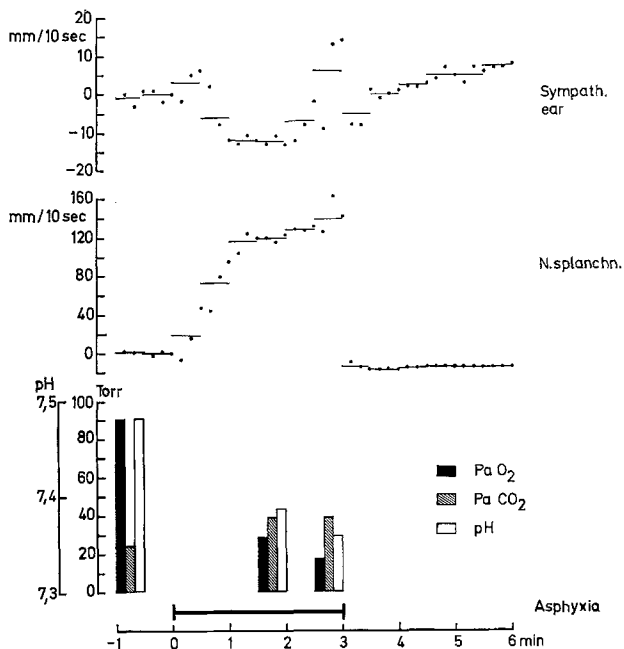 20
mm/10 sec
10
0
-10
-20
Sympath.
ear
160
mm/10 sec
120
80
40
0
N.splanchn.
pH
Torr
7,5
100
80
7,4
60
40
20
7,3
0
Pa O2
Pa CO2
pH
Asphyxia
-1 0 1 2 3 4 5 6 min